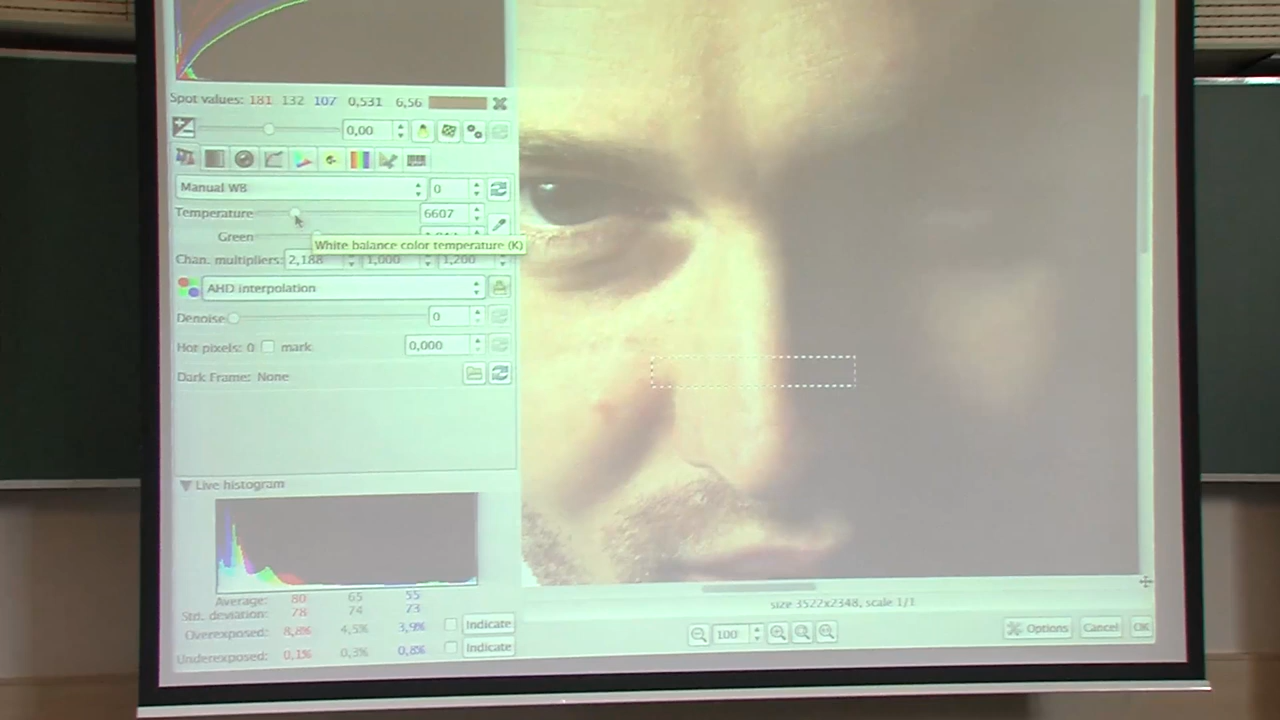 Spot values: 181 132 107 0,531 6,56
0,00
Manual WB 0
Temperature 6607
Green
White balance color temperature (K)
Chan. multipliers: 2,188 1,000 1,200
AHD interpolation
Denoise 0
Hot pixels: 0 mark 0,000
Dark Frame: None
Live histogram
Average: 80 65 55
Std. deviation: 78 74 73
Overexposed: 8,8% 4,5% 3,9% Indicate
Underexposed: 0,1% 0,3% 0,8% Indicate
size 3522x2348, scale 1/1
100 Options Cancel OK